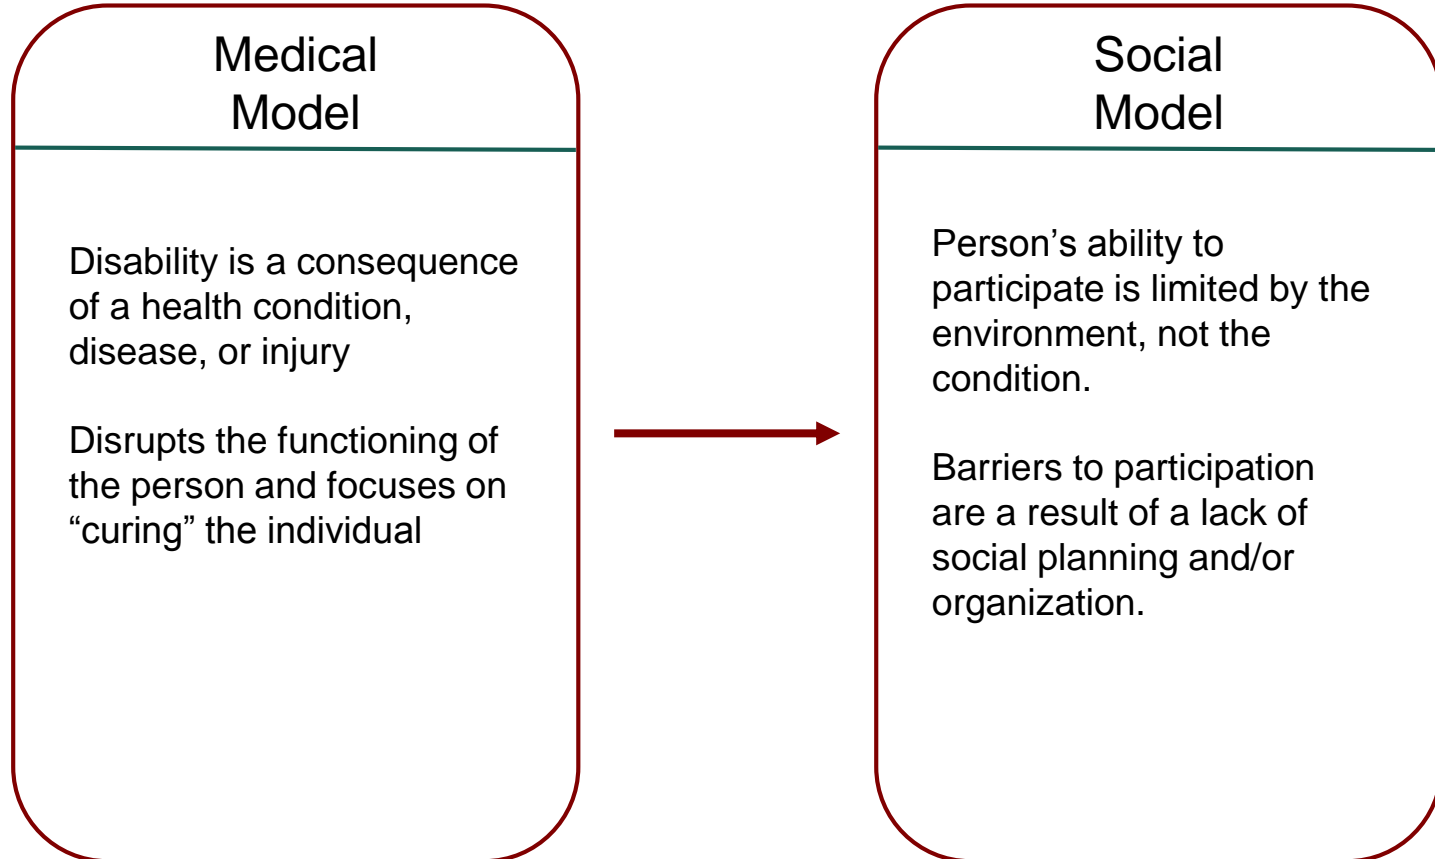 Medical
Model
Disability is a consequence
of a health condition,
disease, or injury
Disrupts the functioning of
the person and focuses on
“curing” the individual
Social
Model
Person’s ability to
participate is limited by the
environment, not the
condition.
Barriers to participation
are a result of a lack of
social planning and/or
organization.